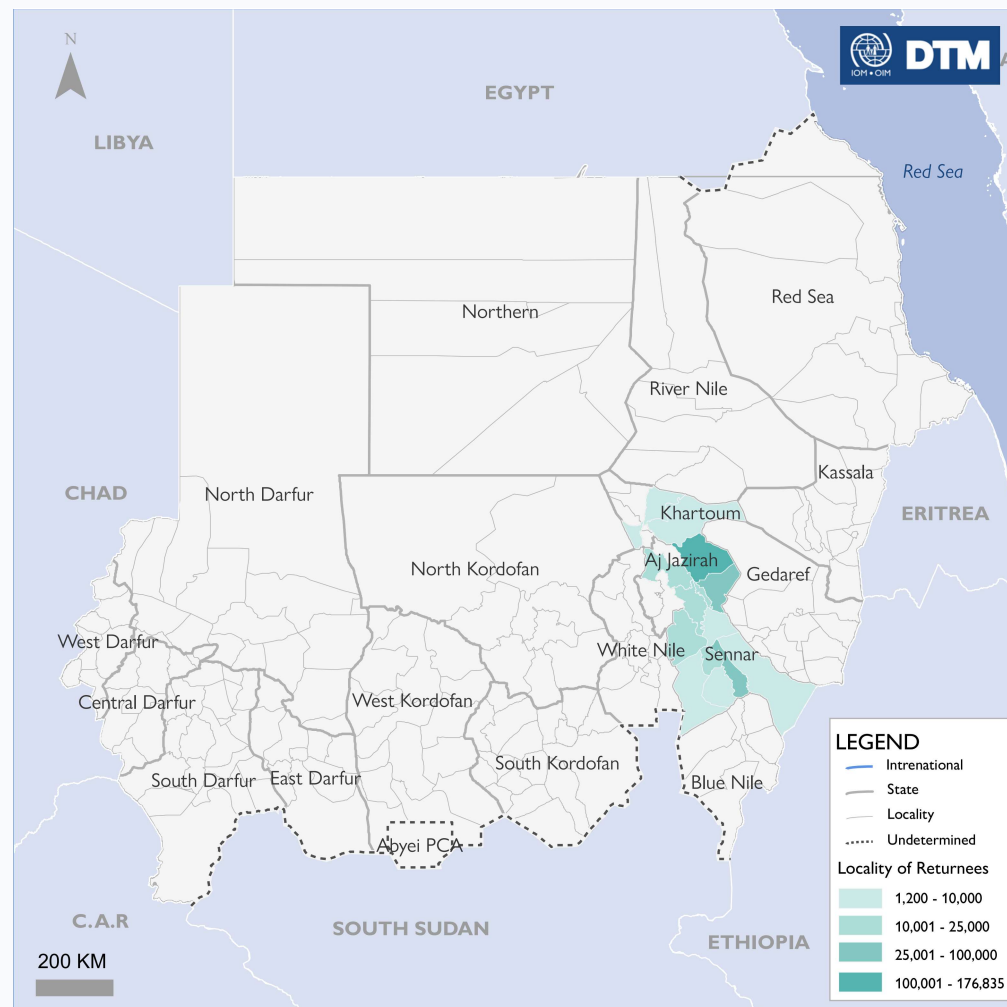 N
IOM • OIM
DTM
EGYPT
LIBYA
Red Sea
Red Sea
Northern
River Nile
Kassala
CHAD
North Darfur
Khartoum
ERITREA
Aj Jazirah
North Kordofan
Gedaref
West Darfur
White Nile
Sennar
Central Darfur
West Kordofan
South Kordofan
South Darfur
East Darfur
Blue Nile
Abyei PCA
C.A.R
SOUTH SUDAN
ETHIOPIA
200 KM
LEGEND
Intrenational
State
Locality
Undetermined
Locality of Returnees
1,200 - 10,000
10,001 - 25,000
25,001 - 100,000
100,001 - 176,835